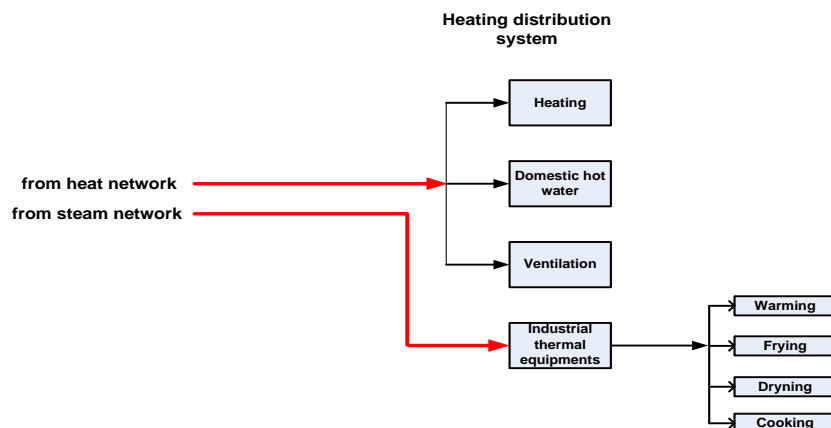 Heating distribution
system
Heating
Domestic hot
water
from heat network
from steam network
Ventilation
Industrial
thermal
equipments
Warming
Frying
Dryning
Cooking